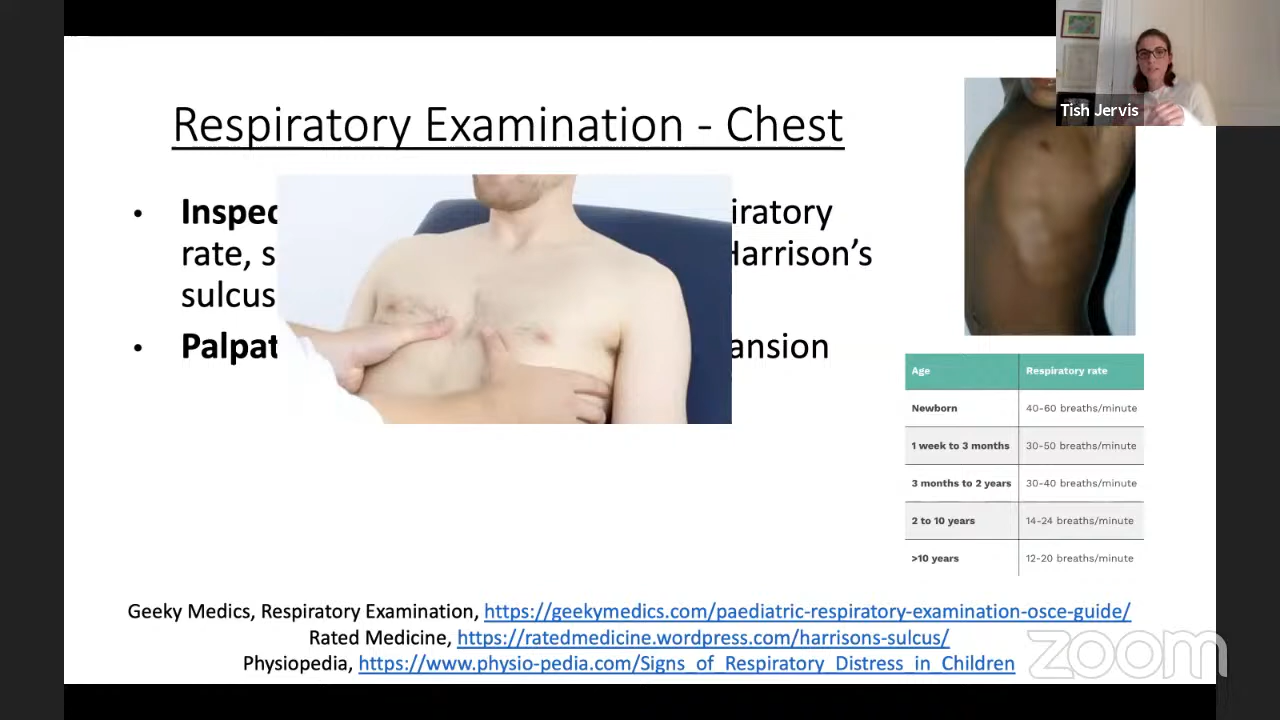 Tish Jervis
Respiratory Examination - Chest
• Inspec iratory
rate, s Harrison's
sulcus
• Palpat ansion
Age Respiratory rate
Newborn 40-60 breaths/minute
1 week to 3 months 30-50 breaths/minute
3 months to 2 years 30-40 breaths/minute
2 to 10 years 14-24 breaths/minute
>10 years 12-20 breaths/minute
Geeky Medics, Respiratory Examination, https://geekymedics.com/paediatric-respiratory-examination-osce-guide/
Rated Medicine, https://ratedmedicine.wordpress.com/harrisons-sulcus/
Physiopedia, https://www.physio-pedia.com/Signs_of_Respiratory_Distress_in_Children
zoom